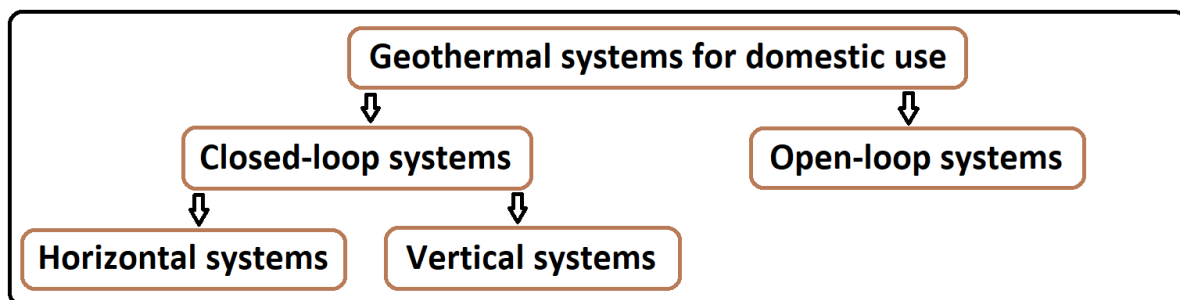 Geothermal systems for domestic use
Closed-loop systems
Open-loop systems
Horizontal systems
Vertical systems